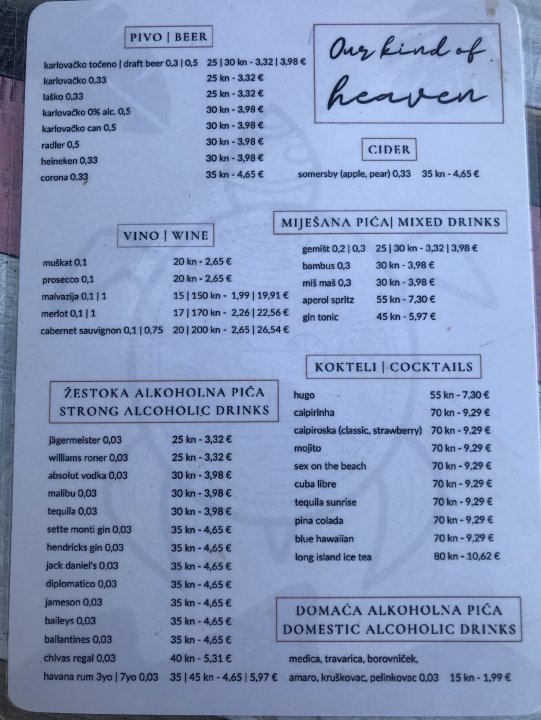 PIVO | BEER
karlovačko točeno | draft beer 0,3 | 0,5 25 | 30 kn - 3,32 | 3,98 €
karlovačko 0,33 25 kn - 3,32 €
laško 0,33 25 kn - 3,32 €
karlovačko 0% alc. 0,5 30 kn - 3,98 €
karlovačko can 0,5 30 kn - 3,98 €
radler 0,5 30 kn - 3,98 €
heineken 0,33 30 kn - 3,98 €
corona 0,33 35 kn - 4,65 €
Our kind of
heaven
CIDER
somersby (apple, pear) 0,33 35 kn - 4,65 €
VINO | WINE
muškat 0,1 20 kn - 2,65 €
prosecco 0,1 20 kn - 2,65 €
malvazija 0,1 | 1 15 | 150 kn - 1,99 | 19,91 €
merlot 0,1 | 1 17 | 170 kn - 2,26 | 22,56 €
cabernet sauvignon 0,1 | 0,75 20 | 200 kn - 2,65 | 26,54 €
MIJEŠANA PIĆA| MIXED DRINKS
gemišt 0,2 | 0,3 25 | 30 kn - 3,32 | 3,98 €
bambus 0,3 30 kn - 3,98 €
miš maš 0,3 30 kn - 3,98 €
aperol spritz 55 kn - 7,30 €
gin tonic 45 kn - 5,97 €
ŽESTOKA ALKOHOLNA PIĆA
STRONG ALCOHOLIC DRINKS
jägermeister 0,03 25 kn - 3,32 €
williams roner 0,03 25 kn - 3,32 €
absolut vodka 0,03 30 kn - 3,98 €
malibu 0,03 30 kn - 3,98 €
tequila 0,03 30 kn - 3,98 €
sette monti gin 0,03 35 kn - 4,65 €
hendricks gin 0,03 35 kn - 4,65 €
jack daniel's 0,03 35 kn - 4,65 €
diplomatico 0,03 35 kn - 4,65 €
jameson 0,03 35 kn - 4,65 €
baileys 0,03 35 kn - 4,65 €
ballantines 0,03 35 kn - 4,65 €
chivas regal 0,03 40 kn - 5,31 €
havana rum 3yo | 7yo 0,03 35 | 45 kn - 4,65 | 5,97 €
KOKTELI | COCKTAILS
hugo 55 kn - 7,30 €
caipirinha 70 kn - 9,29 €
caipiroska (classic, strawberry) 70 kn - 9,29 €
mojito 70 kn - 9,29 €
sex on the beach 70 kn - 9,29 €
cuba libre 70 kn - 9,29 €
tequila sunrise 70 kn - 9,29 €
pina colada 70 kn - 9,29 €
blue hawaiian 70 kn - 9,29 €
long island ice tea 80 kn - 10,62 €
DOMAĆA ALKOHOLNA PIĆA
DOMESTIC ALCOHOLIC DRINKS
medica, travarica, borovniček,
amaro, kruškovac, pelinkovac 0,03 15 kn - 1,99 €